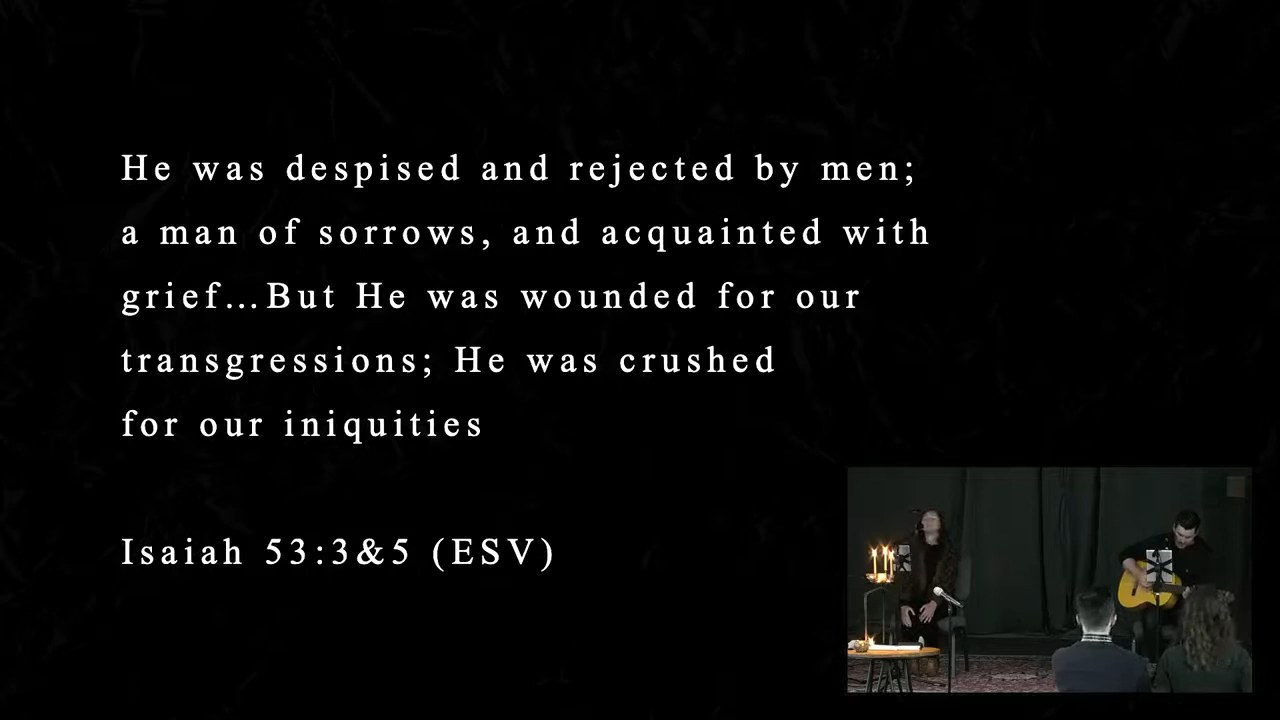 He was despised and rejected by men;
a man of sorrows, and acquainted with
grief...But He was wounded for our
transgressions; He was crushed
for our iniquities
Isaiah 53:3&5 (ESV)